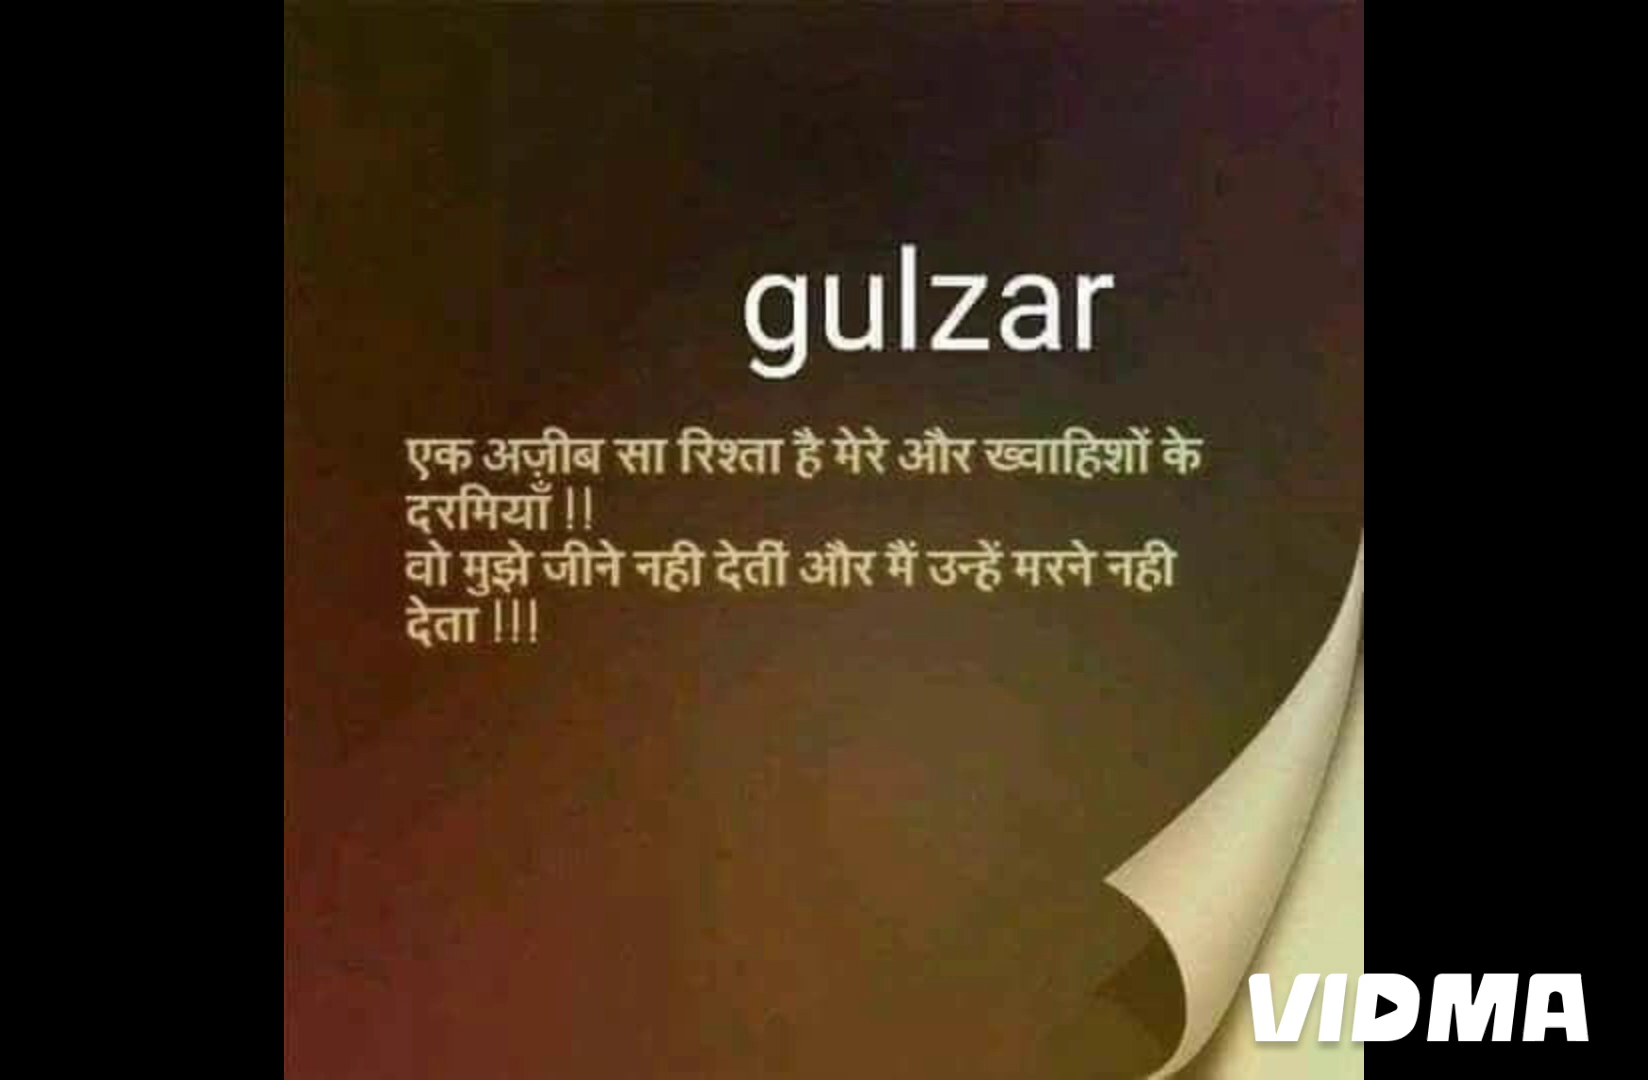 gulzar
एक अज़ीब सा रिश्ता है मेरे और ख्वाहिशों के
दरमियाँ !!
वो मुझे जीने नही देतीं और मैं उन्हें मरने नही
देता !!!
VIDMA